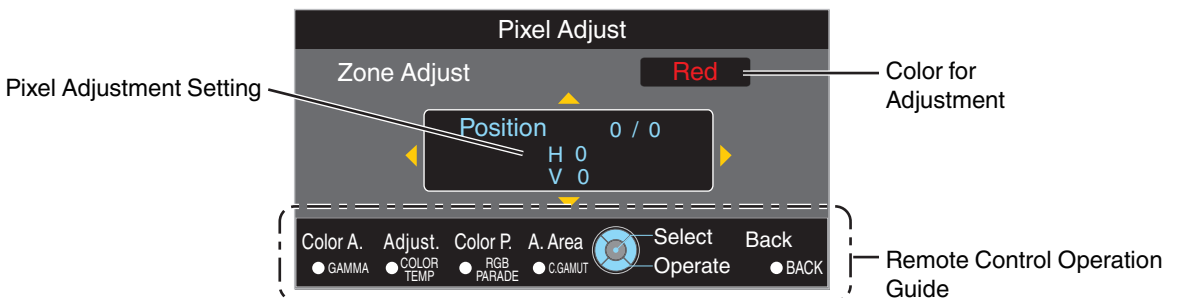 Pixel Adjust
Zone Adjust Red
Pixel Adjustment Setting
Color for
Adjustment
Position 0 / 0
H 0
V 0
Color A. Adjust. Color P. A. Area Select Back
GAMMA COLOR TEMP RGB PARADE C.GAMUT Operate BACK
Remote Control Operation
Guide